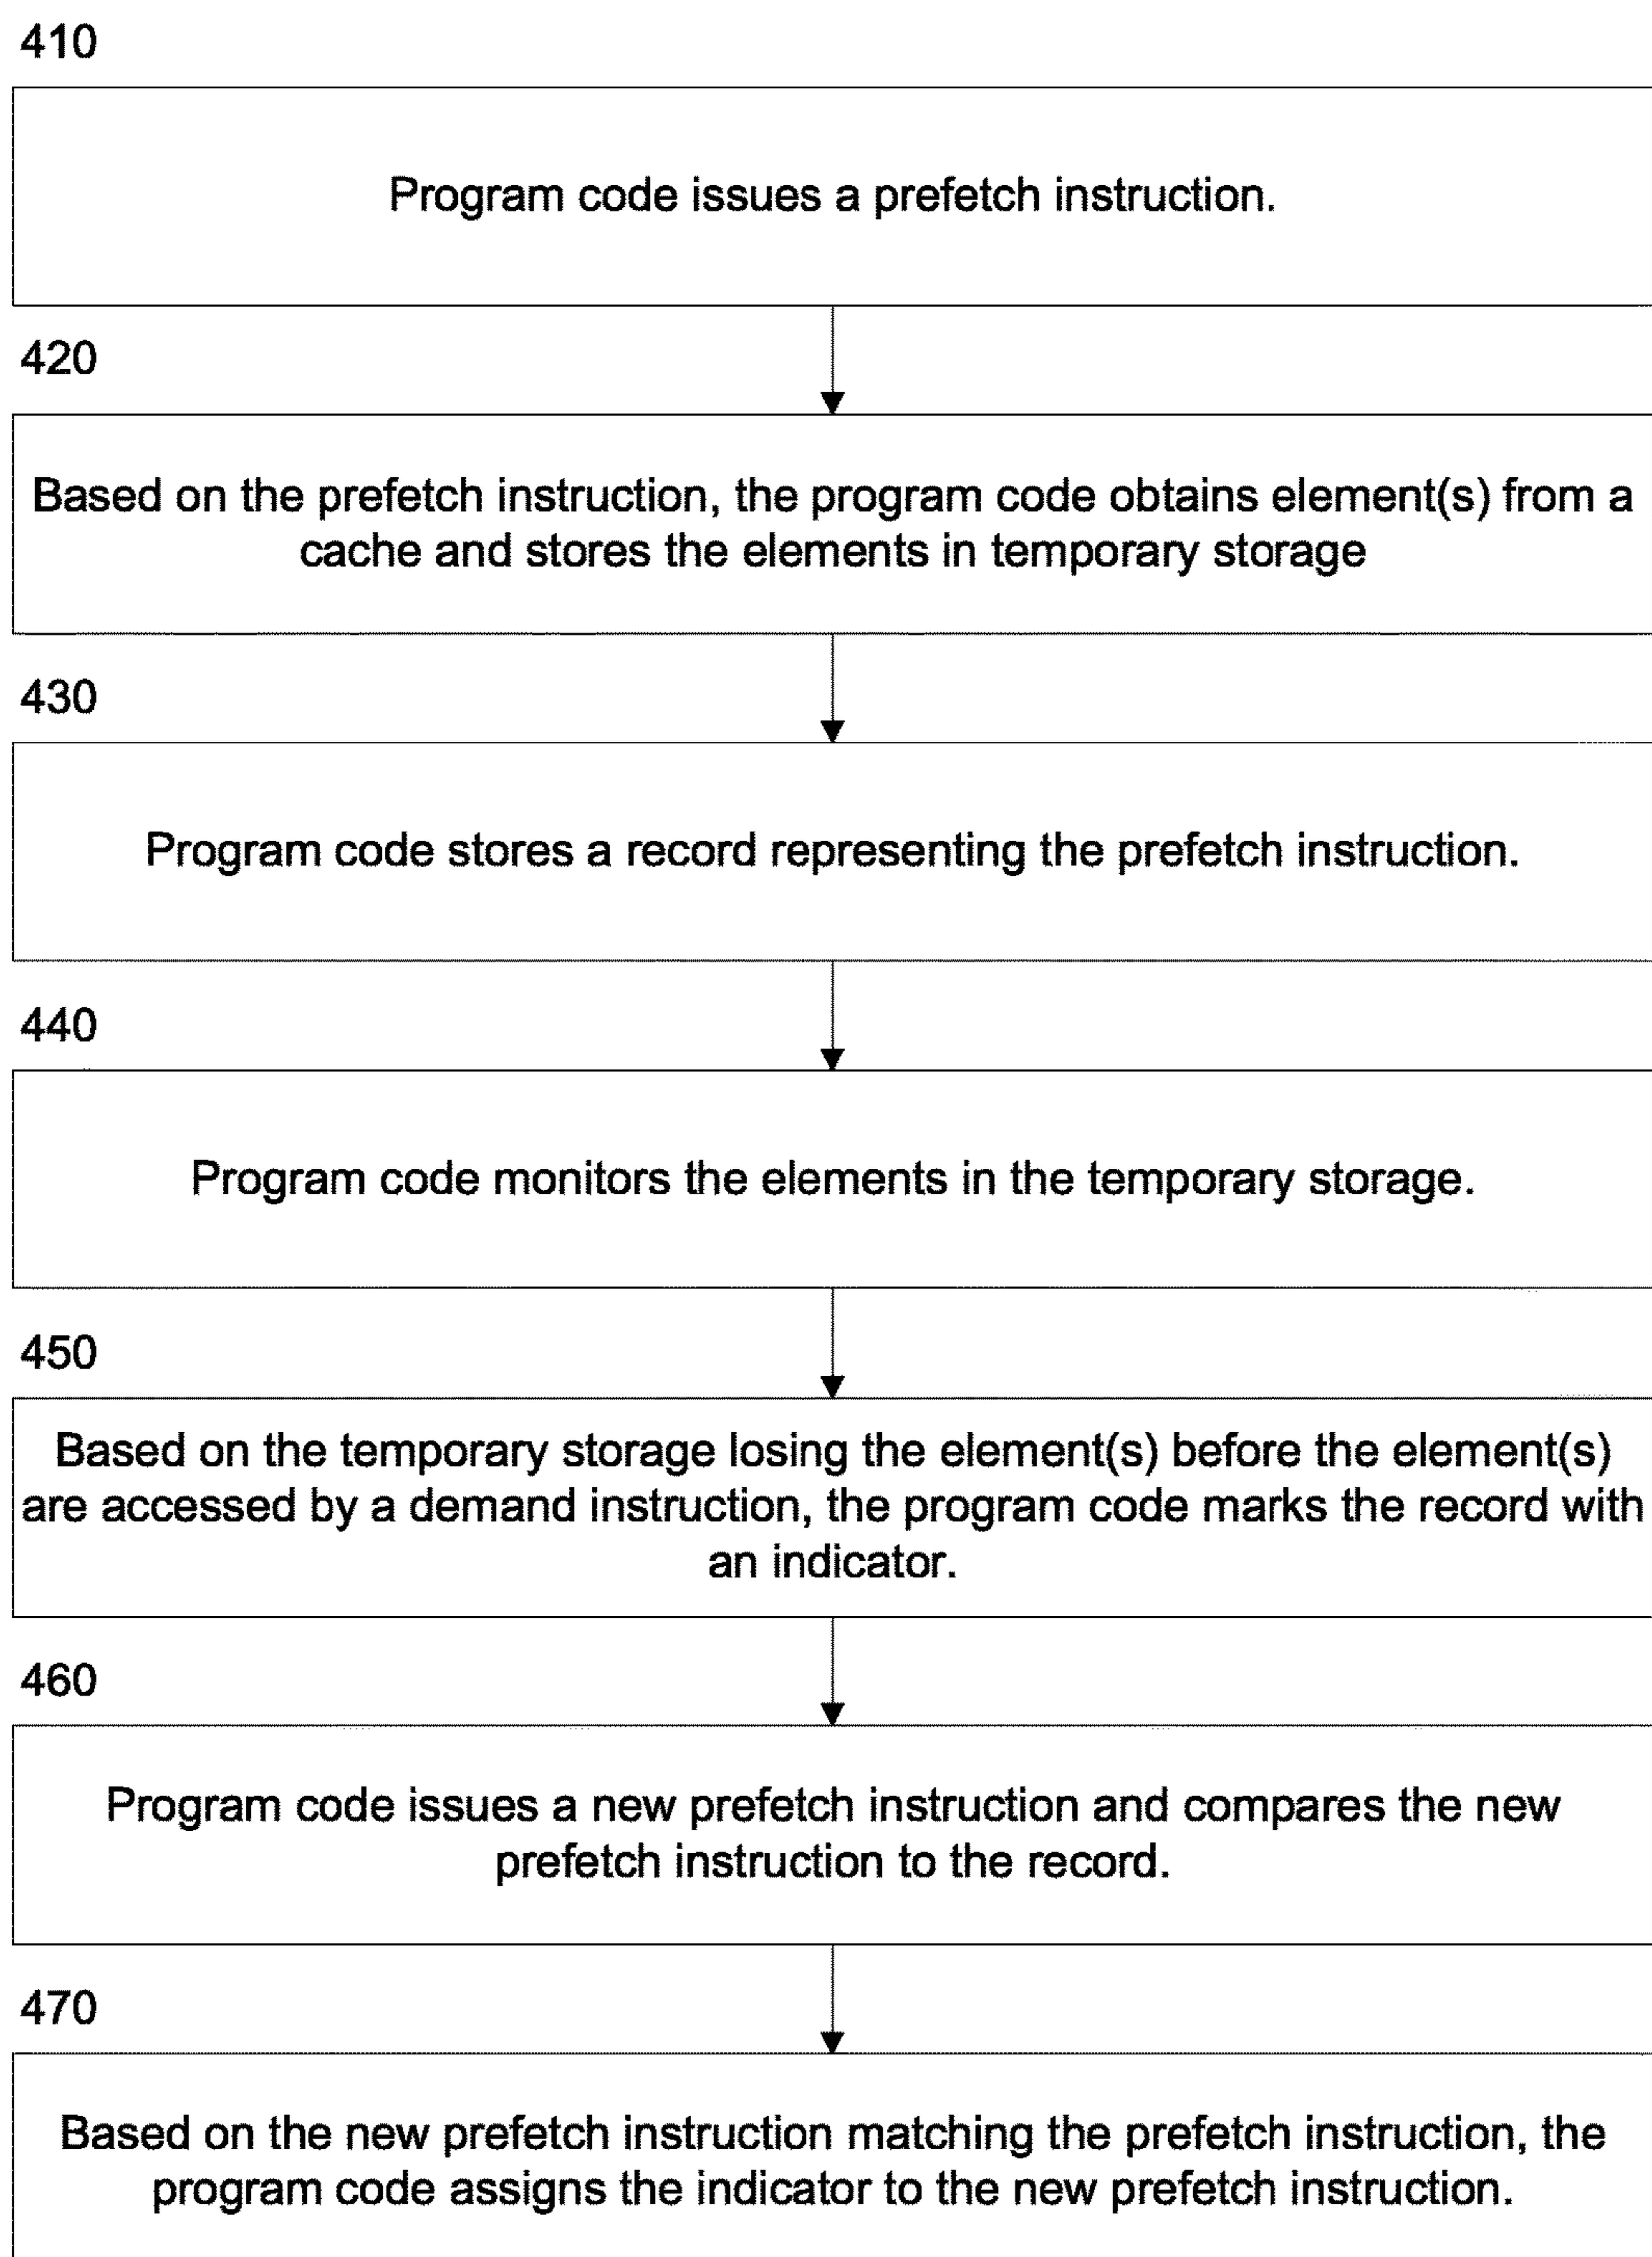 410
Program code issues a prefetch instruction.
420
Based on the prefetch instruction, the program code obtains element(s) from a
cache and stores the elements in temporary storage
430
Program code stores a record representing the prefetch instruction.
440
Program code monitors the elements in the temporary storage.
450
Based on the temporary storage losing the element(s) before the element(s)
are accessed by a demand instruction, the program code marks the record with
an indicator.
460
Program code issues a new prefetch instruction and compares the new
prefetch instruction to the record.
470
Based on the new prefetch instruction matching the prefetch instruction, the
program code assigns the indicator to the new prefetch instruction.